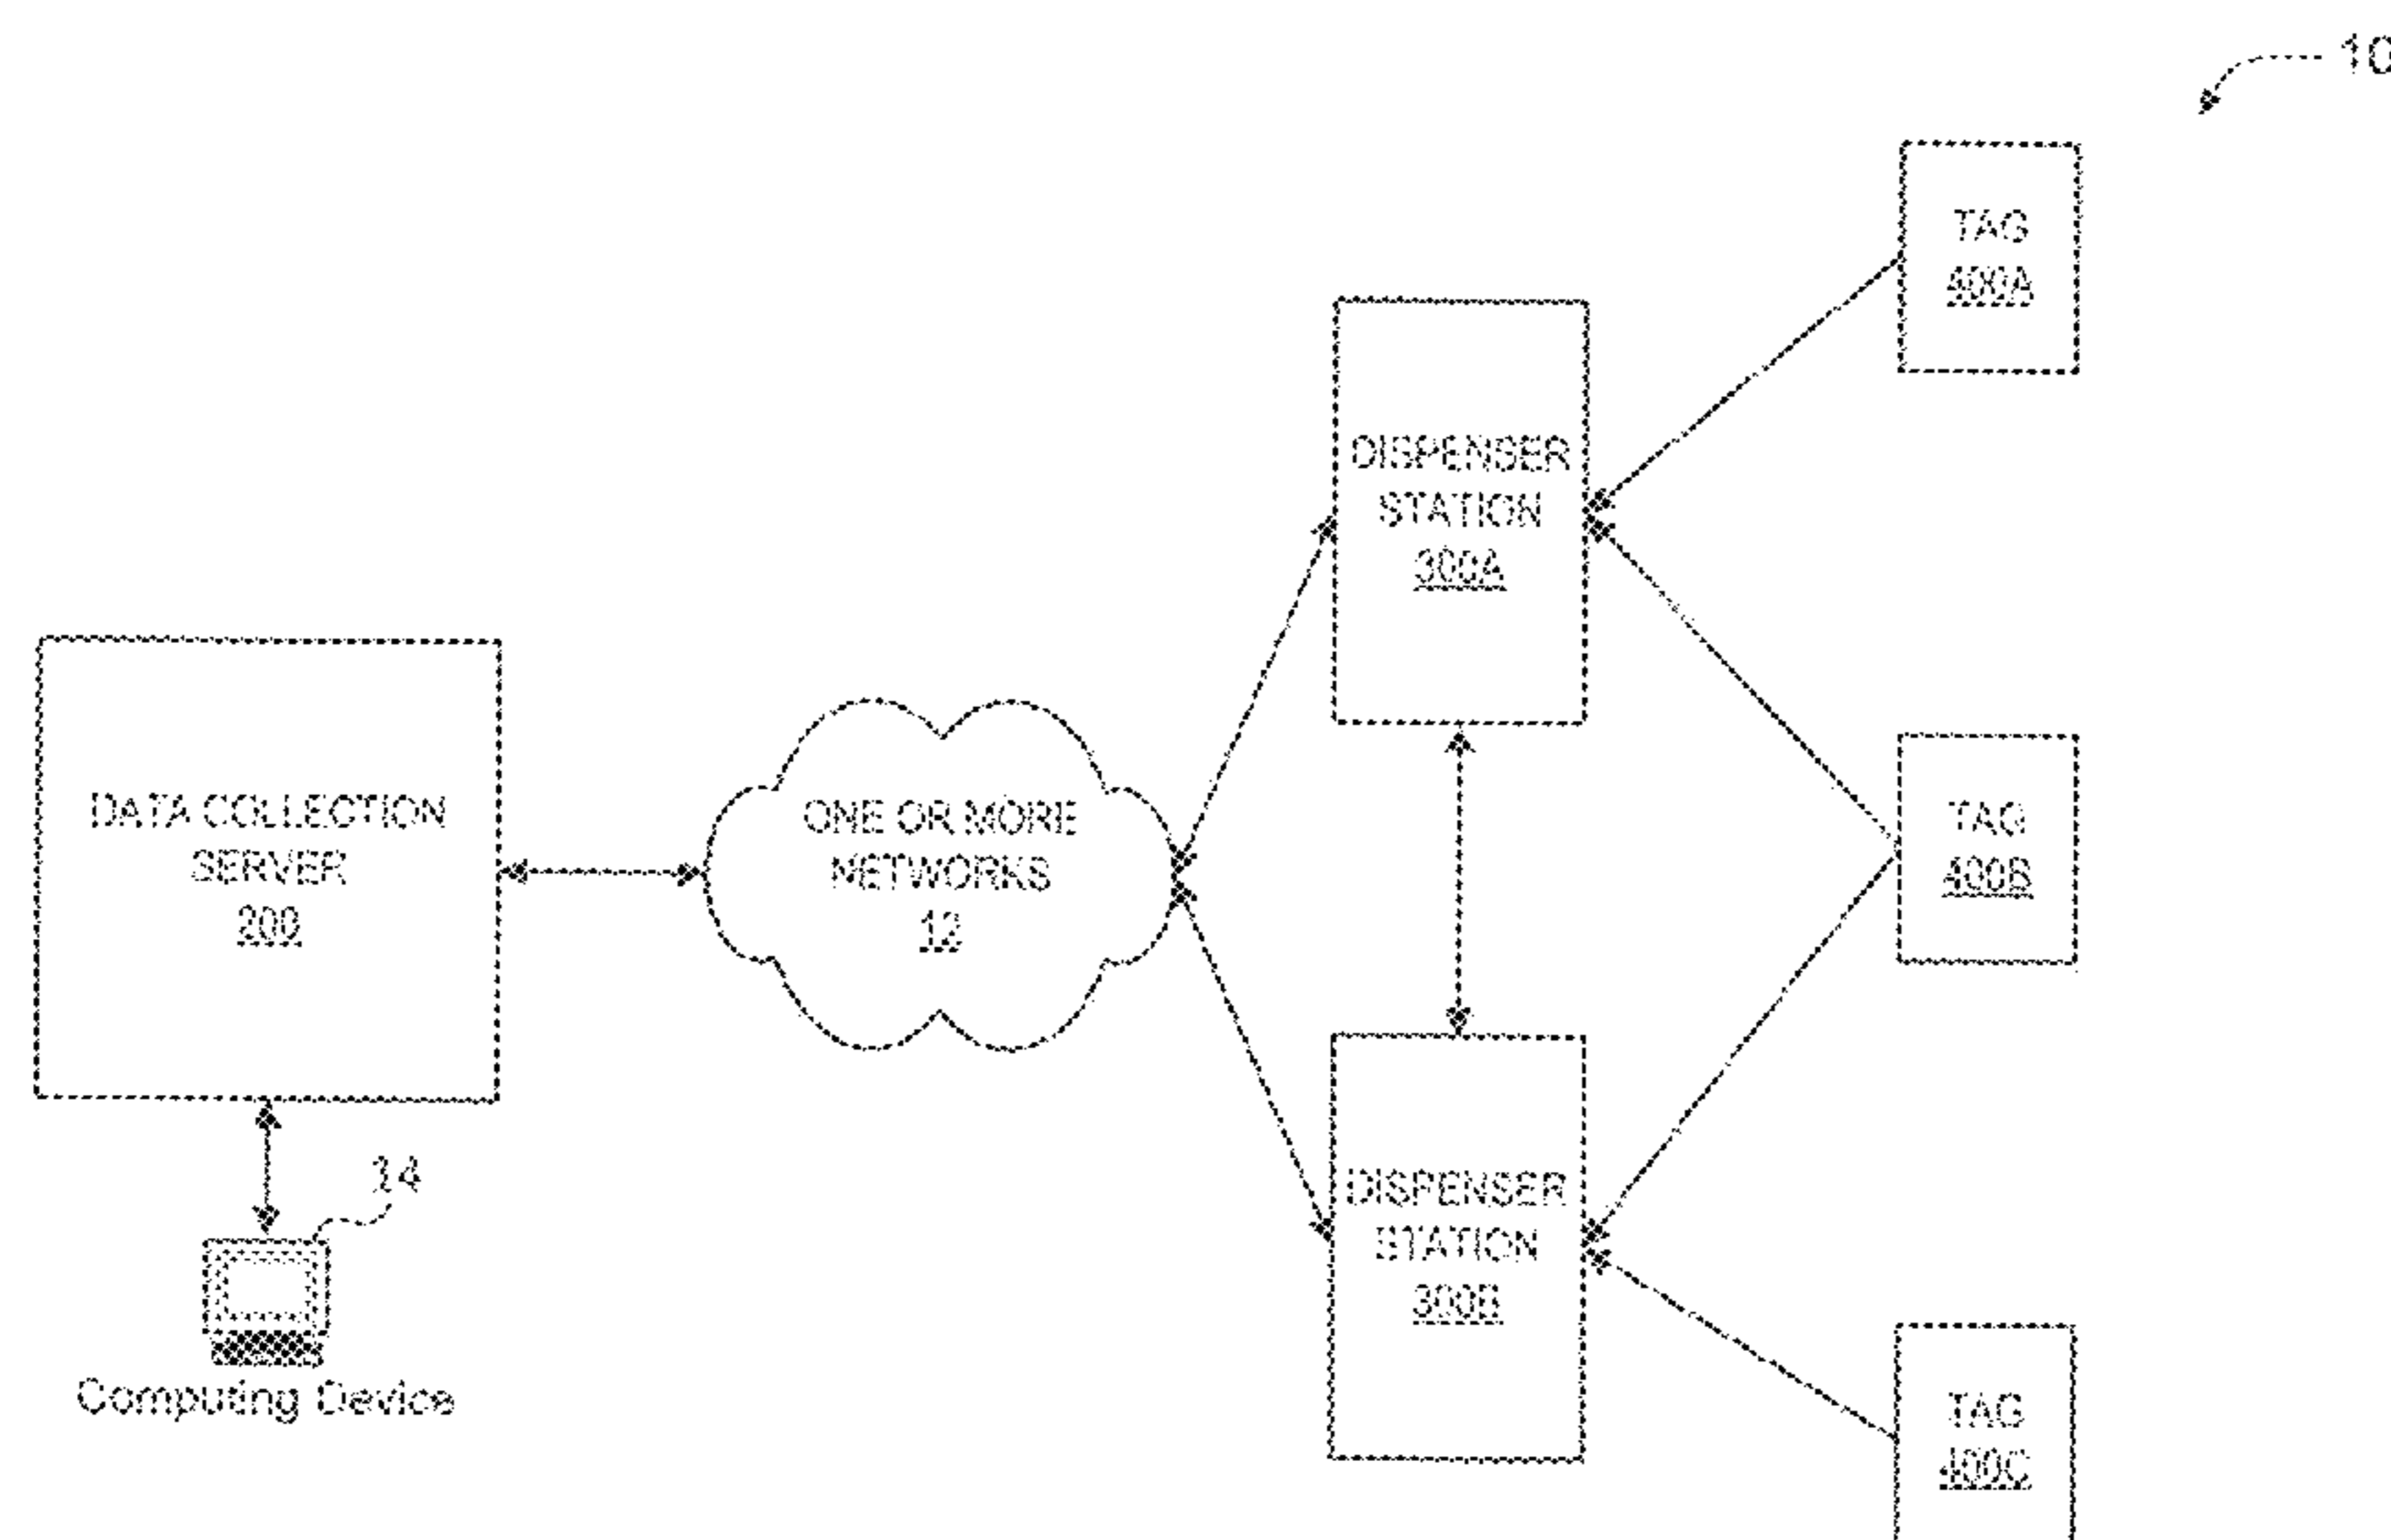 10
TAG
400A
DISPENSER
STATION
300A
DATA COLLECTION
SERVER
200
ONE OR MORE
NETWORKS
12
TAG
400B
14
Computing Device
DISPENSER
STATION
300B
TAG
400C